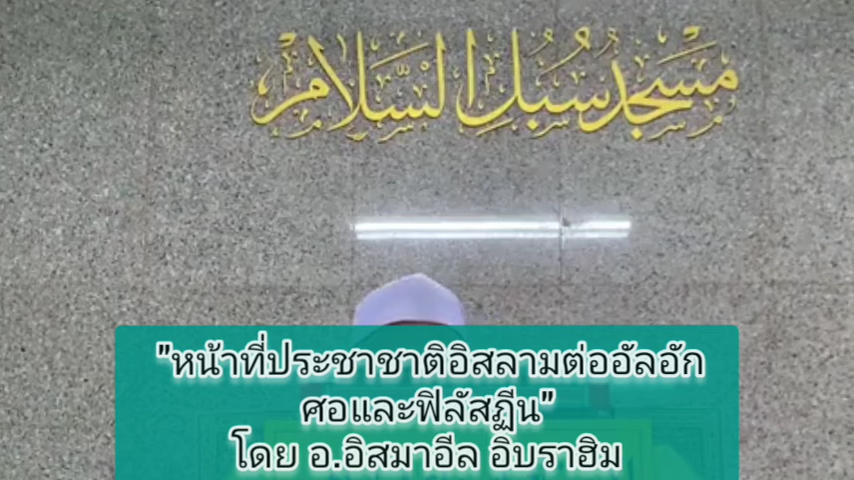 مسجد سُبُل السَّلَام
"หน้าที่ประชาชาติอิสลามต่ออัลอัก
ศอและฟิลัสฏีน"
โดย อ.อิสมาอีล อิบราฮิม